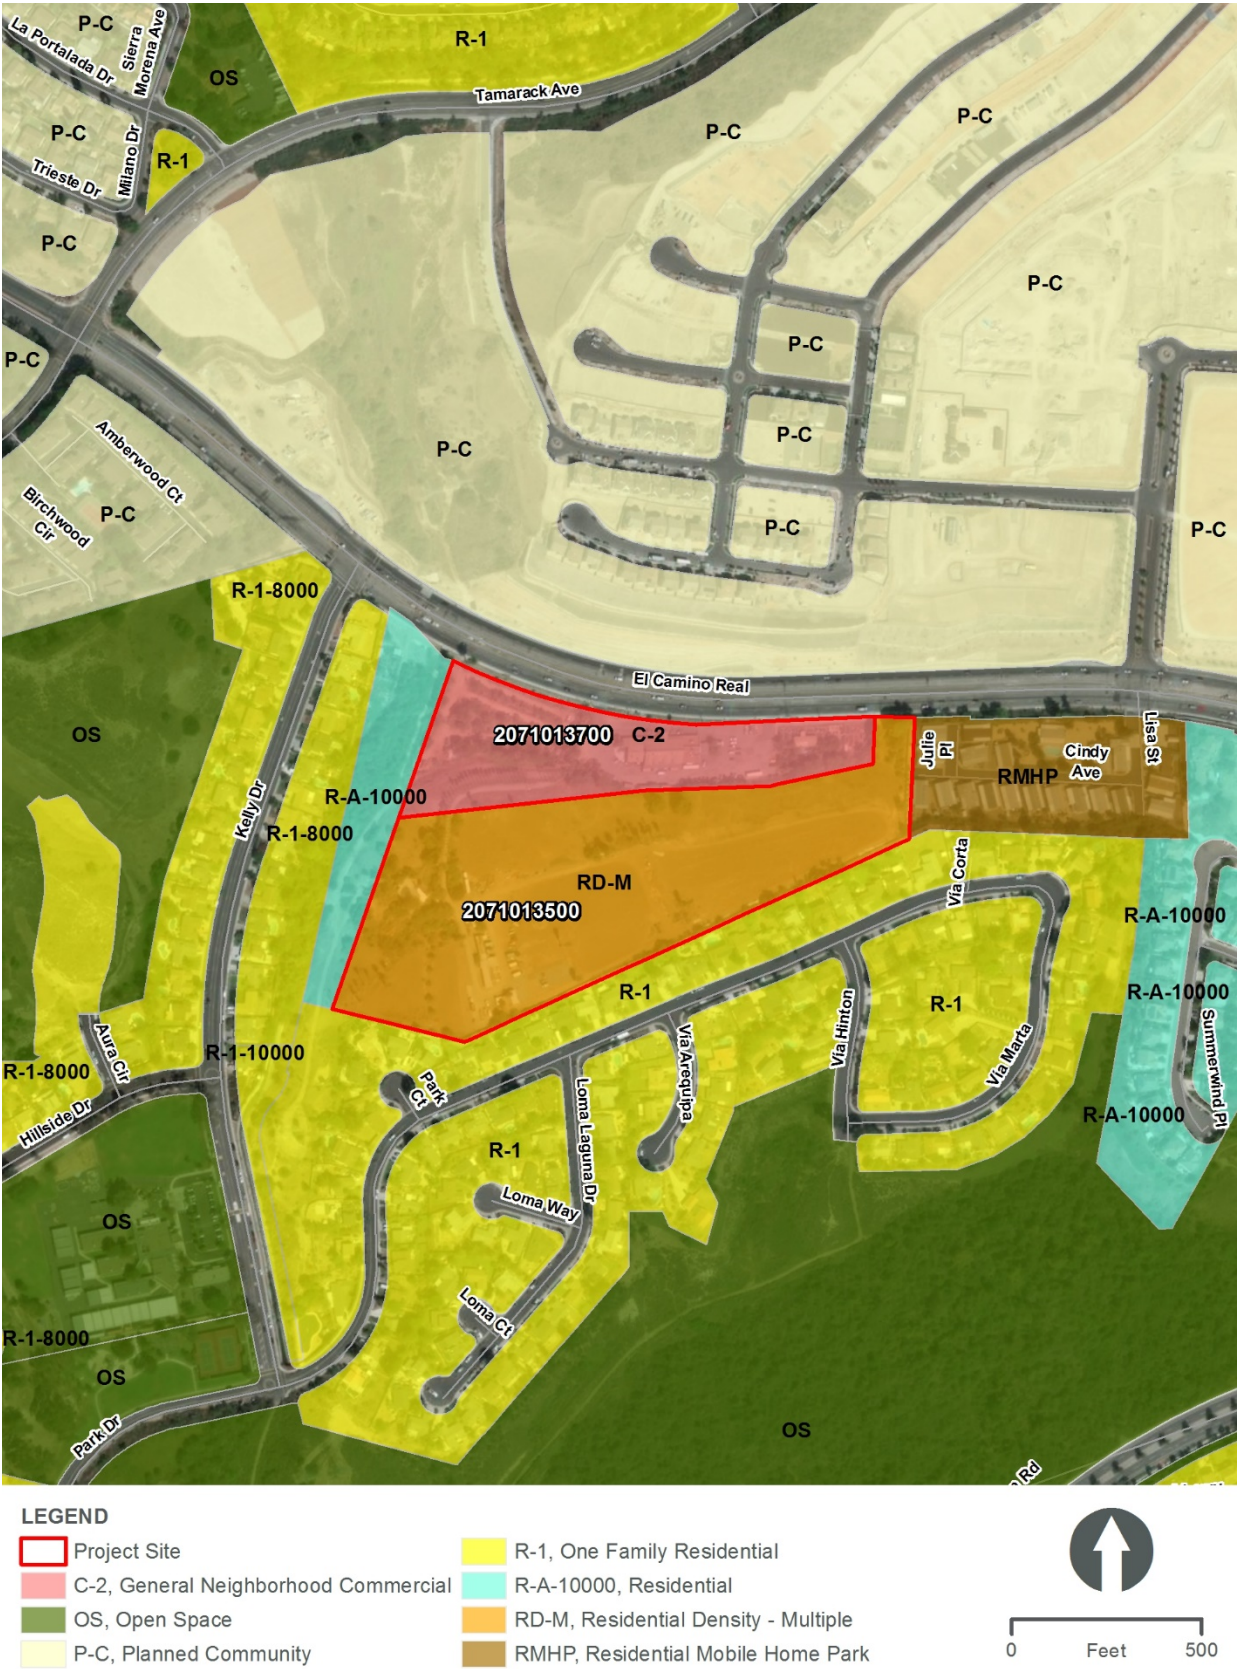 P-C
La Portalada Dr
Sierra
Morena Ave
R-1
OS
Tamarack Ave
P-C
P-C
P-C
Milano Dr
R-1
Trieste Dr
P-C
P-C
P-C
P-C
P-C
P-C
Amberwood Ct
Birchwood
Cir
P-C
P-C
P-C
R-1-8000
El Camino Real
OS
2071013700
C-2
Julie
Pl
Cindy
Ave
Lisa St
RMHP
R-A-10000
Kelly Dr
R-1-8000
RD-M
2071013500
Via Corta
R-A-10000
R-1
R-1
Via Hinton
Via Marta
R-A-10000
Summerwind Pl
R-1-8000
Aura Cir
R-1-10000
Hillside Dr
Park
Ct
Via Arequipa
R-A-10000
R-1
Loma Laguna Dr
Loma Way
OS
Loma Ct
R-1-8000
OS
Park Dr
OS
Rd
LEGEND
Project Site
C-2, General Neighborhood Commercial
OS, Open Space
P-C, Planned Community
R-1, One Family Residential
R-A-10000, Residential
RD-M, Residential Density - Multiple
RMHP, Residential Mobile Home Park
0 Feet 500